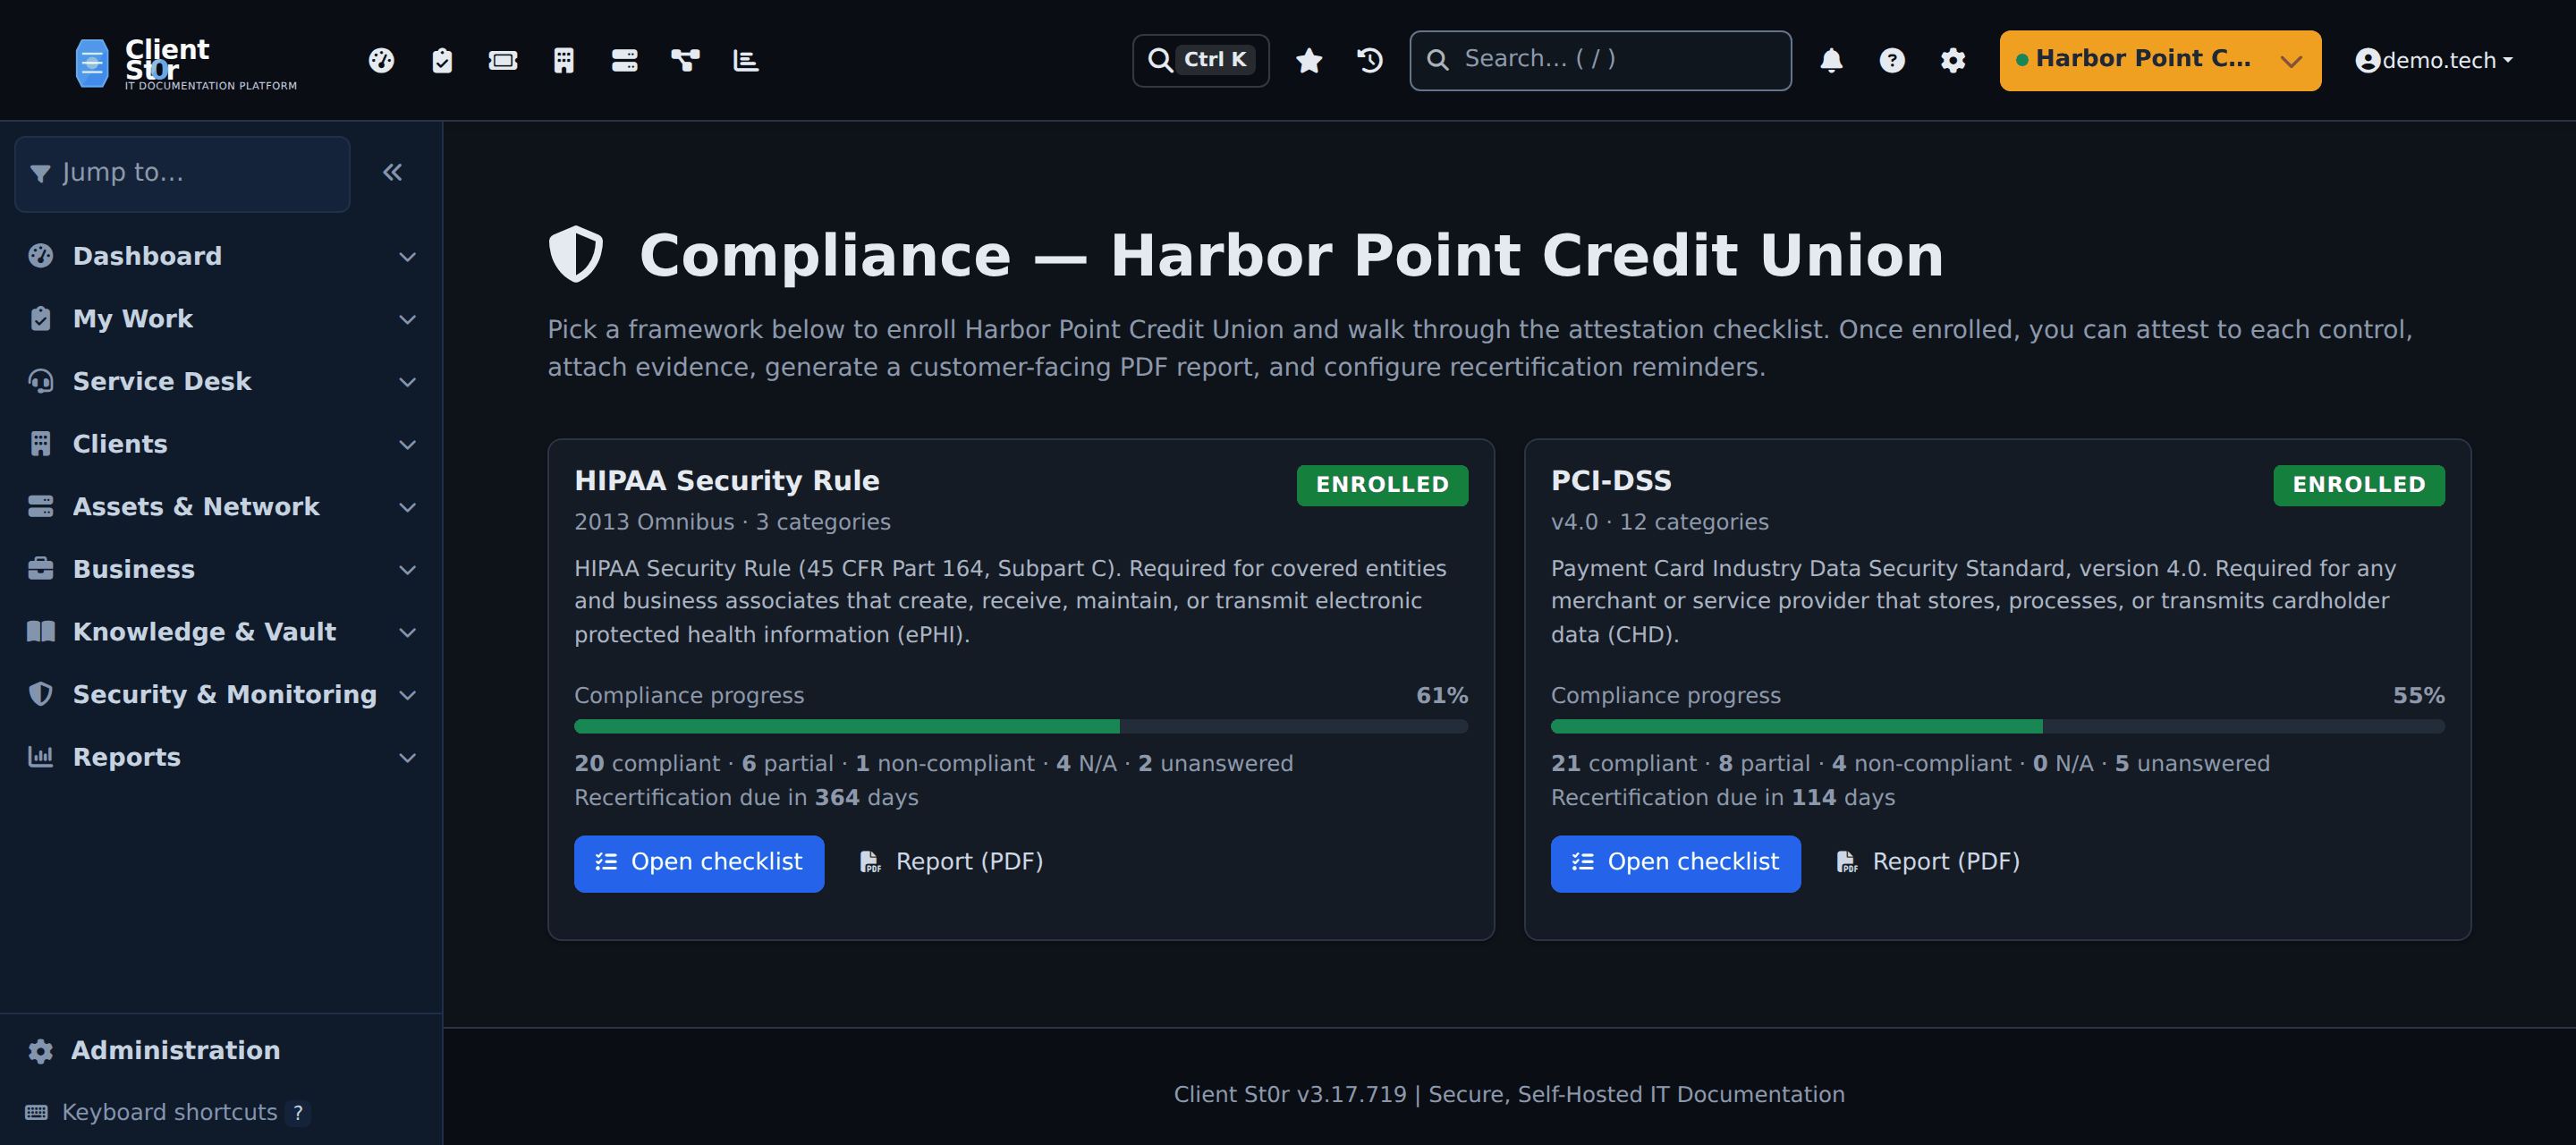 Client
St0r
IT DOCUMENTATION PLATFORM
Ctrl K
Search... ( / )
Harbor Point C...
demo.tech
Jump to...
Dashboard
My Work
Service Desk
Clients
Assets & Network
Business
Knowledge & Vault
Security & Monitoring
Reports
Administration
Keyboard shortcuts ?
Compliance — Harbor Point Credit Union
Pick a framework below to enroll Harbor Point Credit Union and walk through the attestation checklist. Once enrolled, you can attest to each control,
attach evidence, generate a customer-facing PDF report, and configure recertification reminders.
HIPAA Security Rule
ENROLLED
2013 Omnibus · 3 categories
HIPAA Security Rule (45 CFR Part 164, Subpart C). Required for covered entities
and business associates that create, receive, maintain, or transmit electronic
protected health information (ePHI).
Compliance progress 61%
20 compliant · 6 partial · 1 non-compliant · 4 N/A · 2 unanswered
Recertification due in 364 days
Open checklist
Report (PDF)
PCI-DSS
ENROLLED
v4.0 · 12 categories
Payment Card Industry Data Security Standard, version 4.0. Required for any
merchant or service provider that stores, processes, or transmits cardholder
data (CHD).
Compliance progress 55%
21 compliant · 8 partial · 4 non-compliant · 0 N/A · 5 unanswered
Recertification due in 114 days
Open checklist
Report (PDF)
Client St0r v3.17.719 | Secure, Self-Hosted IT Documentation